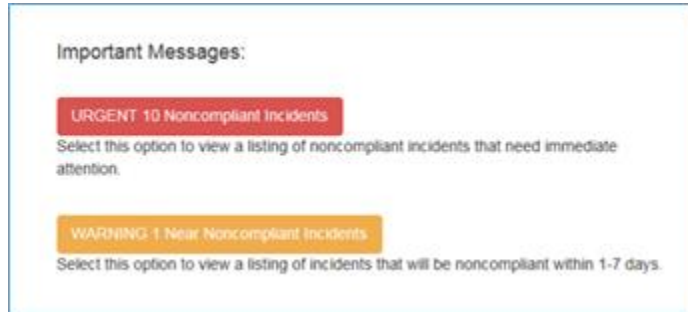 Important Messages:
URGENT 10 Noncompliant Incidents
Select this option to view a listing of noncompliant incidents that need immediate
attention.
WARNING 1 Near Noncompliant Incidents
Select this option to view a listing of incidents that will be noncompliant within 1-7 days.